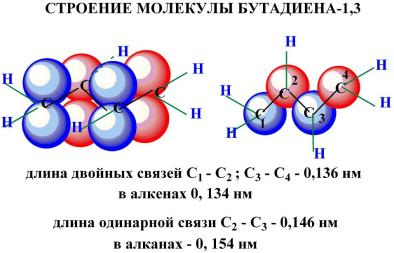 СТРОЕНИЕ МОЛЕКУЛЫ БУТАДИЕНА-1,3
H H H
H C C H
H C C H
H C 2 C 4 H
H C 1 C 3 H
H H
длина двойных связей C1 - C2 ; C3 - C4 - 0,136 нм
в алкенах 0, 134 нм
длина одинарной связи C2 - C3 - 0,146 нм
в алканах - 0, 154 нм